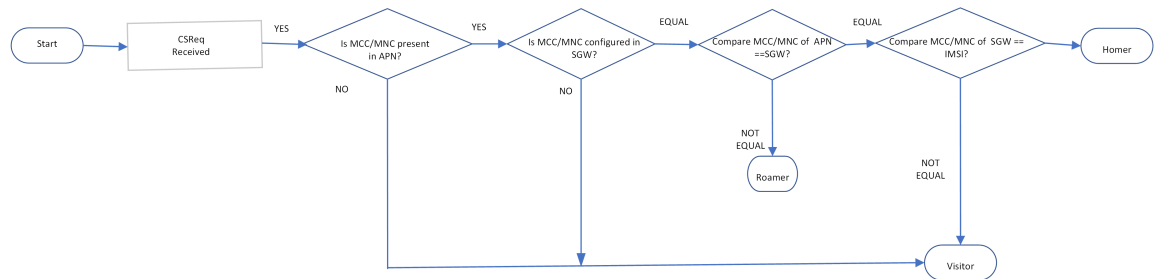 Start
CSReq
Received
YES
Is MCC/MNC present
in APN?
NO
YES
Is MCC/MNC configured in
SGW?
NO
EQUAL
Compare MCC/MNC of APN
==SGW?
NOT
EQUAL
Roamer
EQUAL
Compare MCC/MNC of SGW ==
IMSI?
NOT
EQUAL
Homer
Visitor